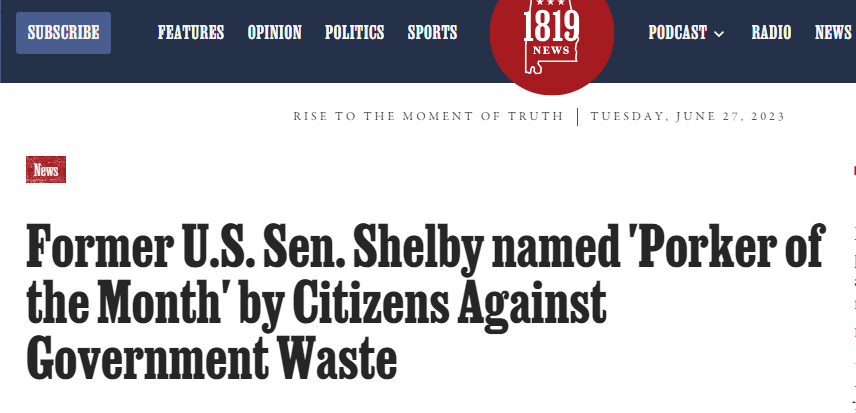 SUBSCRIBE FEATURES OPINION POLITICS SPORTS 1819 NEWS PODCAST RADIO NEWS
RISE TO THE MOMENT OF TRUTH | TUESDAY, JUNE 27, 2023
News
Former U.S. Sen. Shelby named 'Porker of
the Month' by Citizens Against
Government Waste